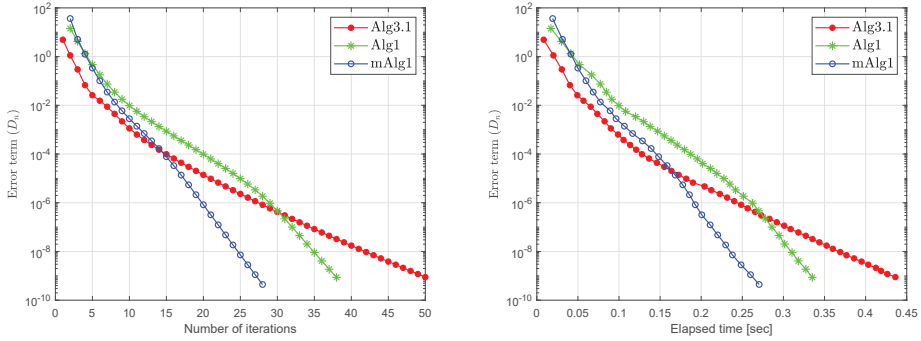 10^2
10^0
10^-2
10^-4
10^-6
10^-8
10^-10
Error term (D_n)
0 5 10 15 20 25 30 35 40 45 50
Number of iterations
Alg3.1
Alg1
mAlg1
10^2
10^0
10^-2
10^-4
10^-6
10^-8
10^-10
Error term (D_n)
0 0.05 0.1 0.15 0.2 0.25 0.3 0.35 0.4 0.45
Elapsed time [sec]
Alg3.1
Alg1
mAlg1